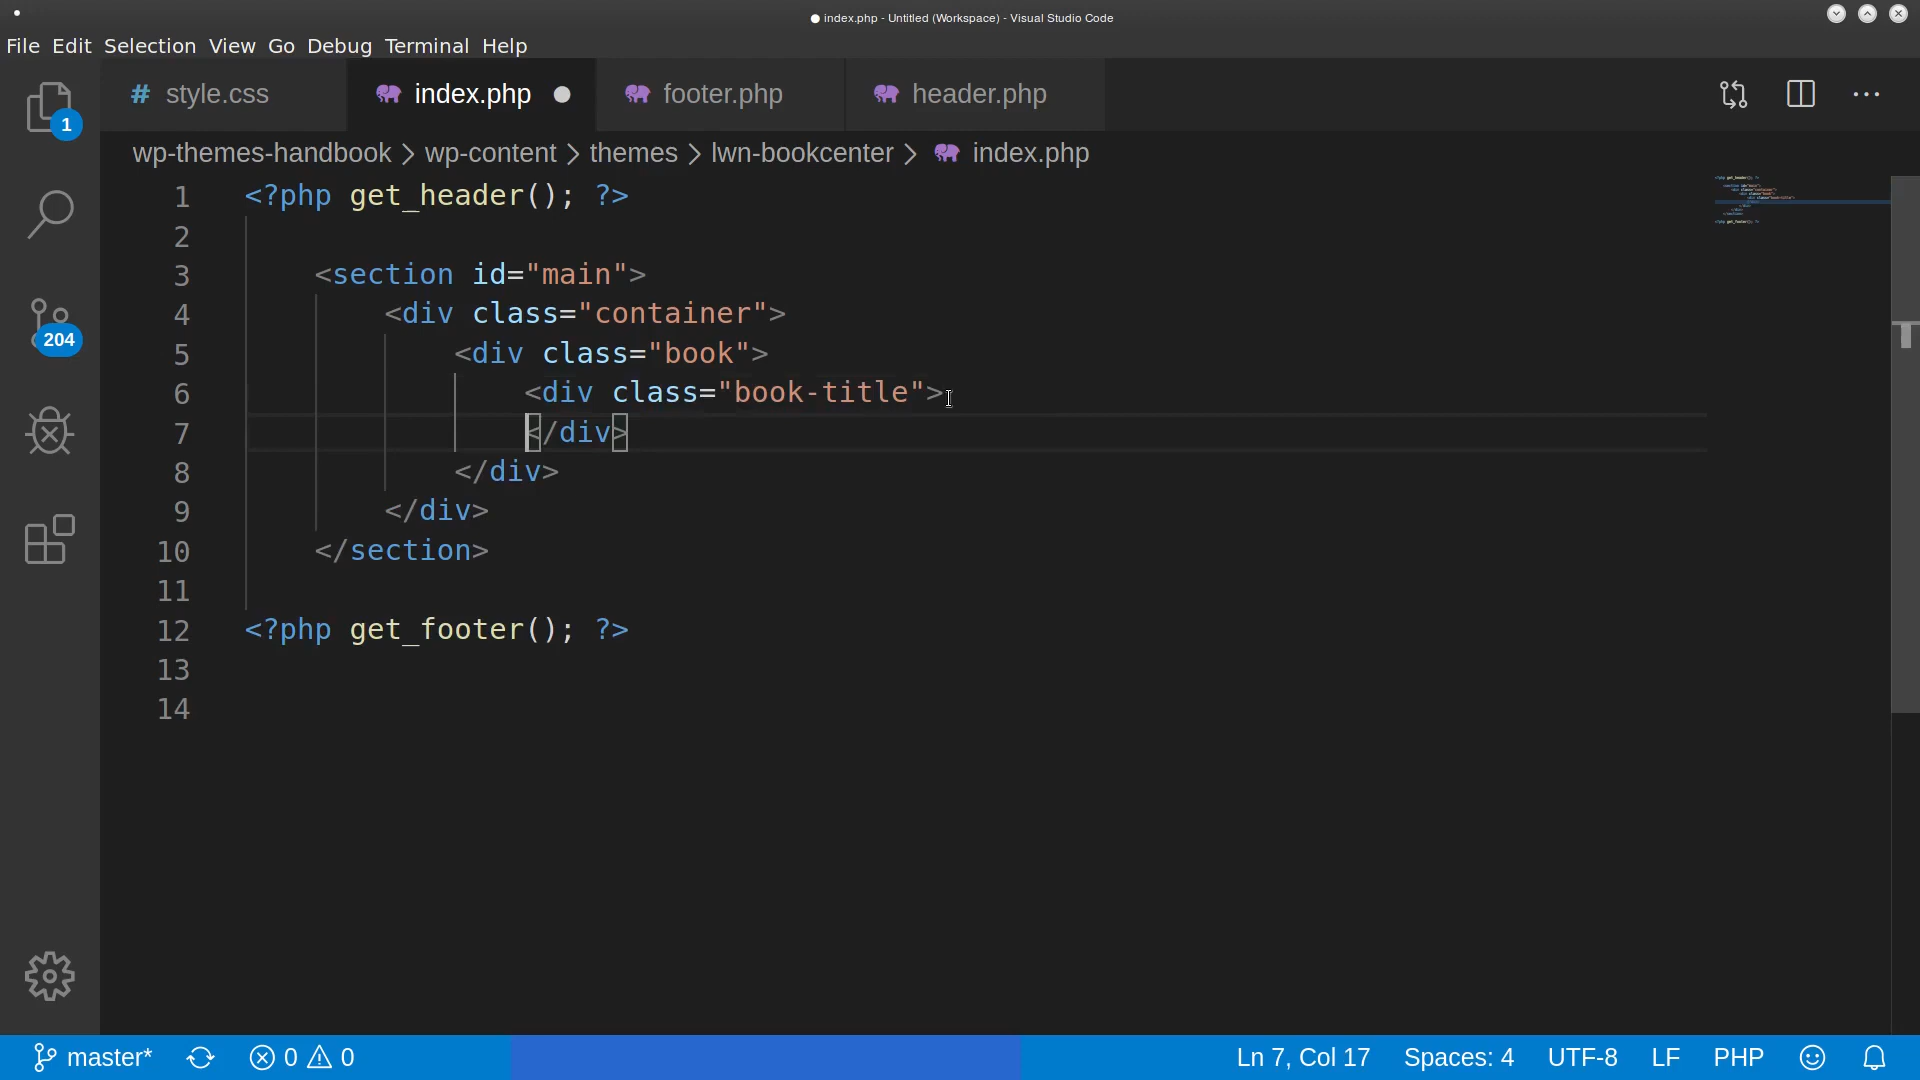 index.php - Untitled (Workspace) - Visual Studio Code
File Edit Selection View Go Debug Terminal Help
# style.css index.php footer.php header.php
1
wp-themes-handbook > wp-content > themes > lwn-bookcenter > index.php
1 <?php get_header(); ?>
2
3 <section id="main">
4 <div class="container">
5 <div class="book">
6 <div class="book-title">
7 </div>
8 </div>
9 </div>
10 </section>
11
12 <?php get_footer(); ?>
13
14
204
master* 0 0 Ln 7, Col 17 Spaces: 4 UTF-8 LF PHP